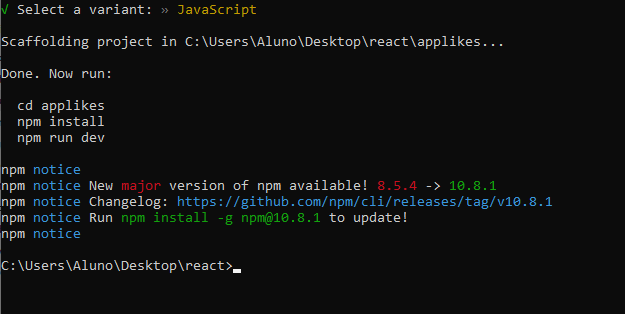 √ Select a variant: » JavaScript
Scaffolding project in C:\Users\Aluno\Desktop\react\applikes...
Done. Now run:
cd applikes
npm install
npm run dev
npm notice
npm notice New major version of npm available! 8.5.4 -> 10.8.1
npm notice Changelog: https://github.com/npm/cli/releases/tag/v10.8.1
npm notice Run npm install -g npm@10.8.1 to update!
npm notice
C:\Users\Aluno\Desktop\react>